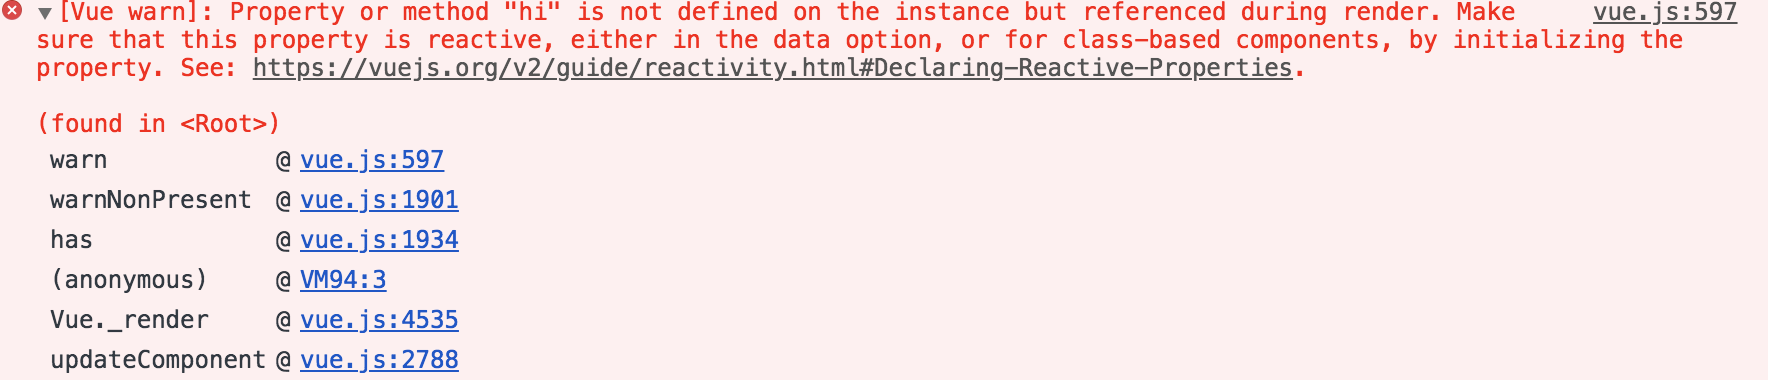 ▼[Vue warn]: Property or method "hi" is not defined on the instance but referenced during render. Make vue.js:597
sure that this property is reactive, either in the data option, or for class-based components, by initializing the
property. See: https://vuejs.org/v2/guide/reactivity.html#Declaring-Reactive-Properties.
(found in <Root>)
warn @ vue.js:597
warnNonPresent @ vue.js:1901
has @ vue.js:1934
(anonymous) @ VM94:3
Vue._render @ vue.js:4535
updateComponent @ vue.js:2788